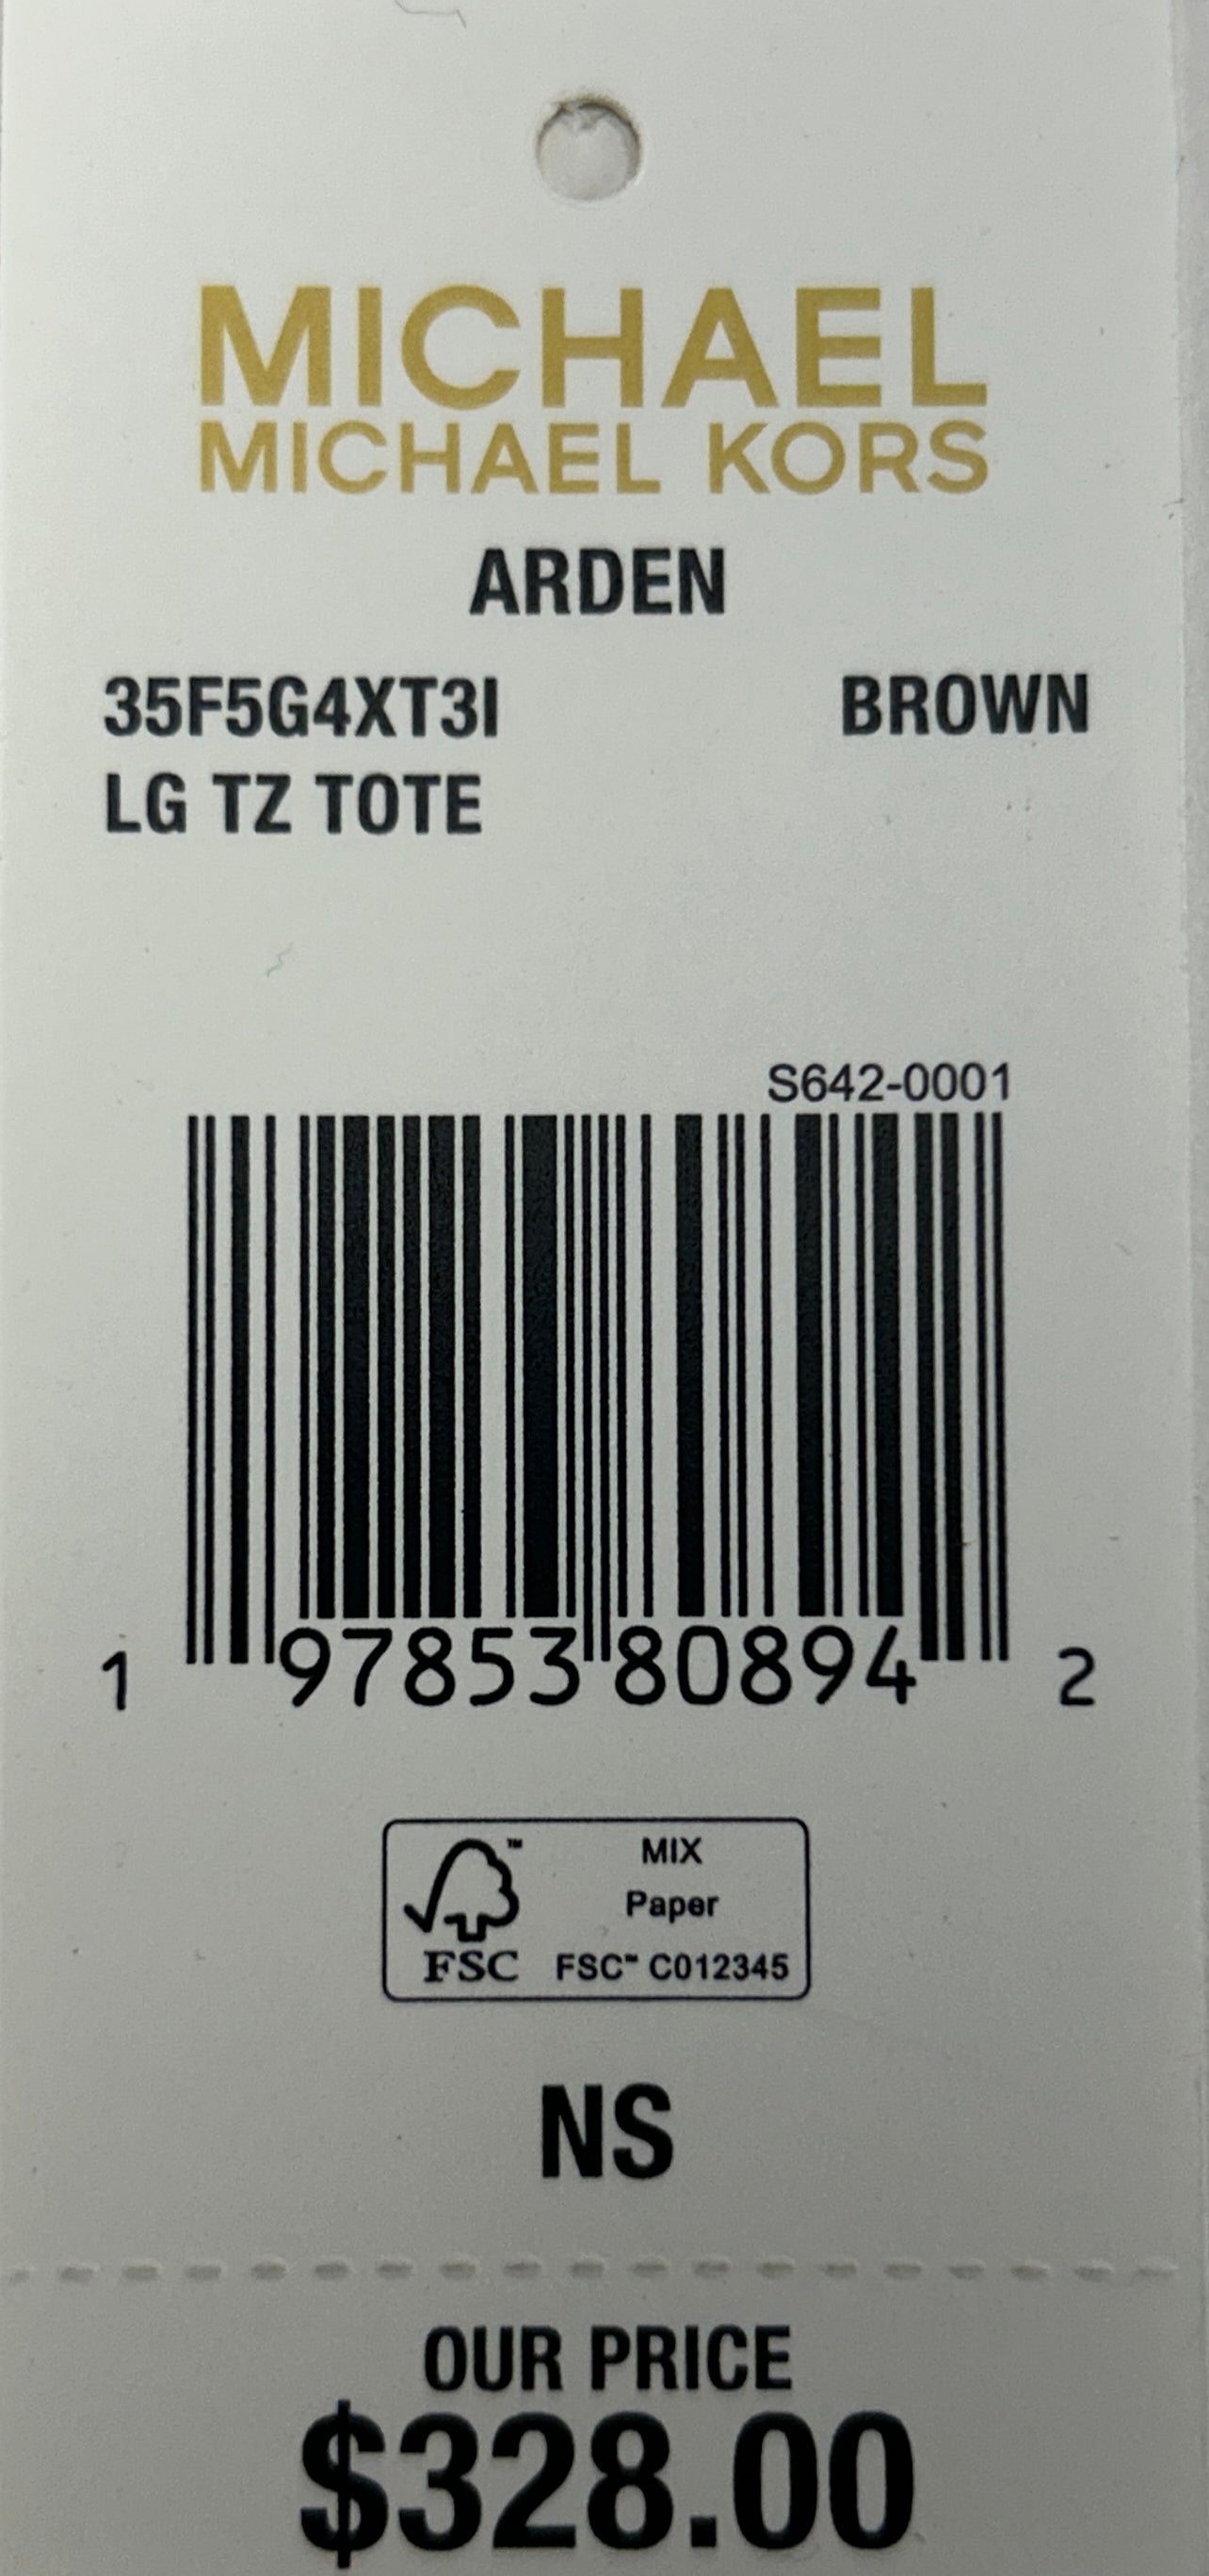 MICHAEL
MICHAEL KORS
ARDEN
35F5G4XT3I BROWN
LG TZ TOTE
S642-0001
1 97853 80894 2
MIX
Paper
FSC FSC™ C012345
NS
OUR PRICE
$328.00